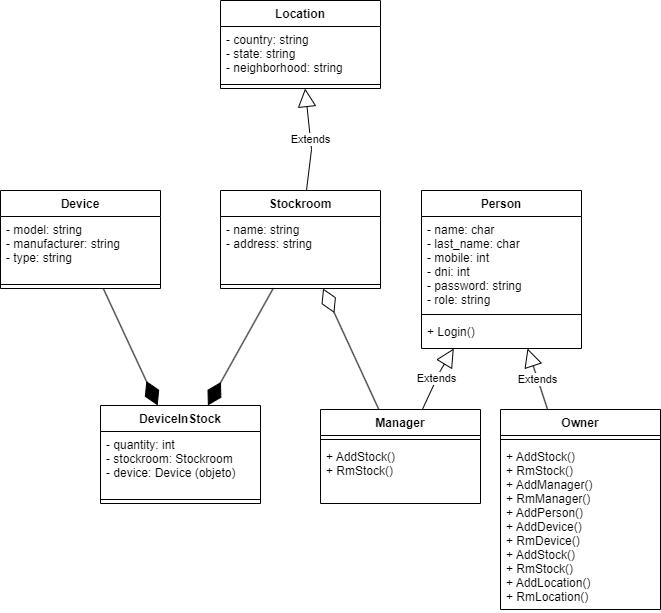 Location
- country: string
- state: string
- neighborhood: string
Extends
Device
- model: string
- manufacturer: string
- type: string
Stockroom
- name: string
- address: string
Person
- name: char
- last_name: char
- mobile: int
- dni: int
- password: string
- role: string
+ Login()
Extends
Extends
DeviceInStock
- quantity: int
- stockroom: Stockroom
- device: Device (objeto)
Manager
+ AddStock()
+ RmStock()
Owner
+ AddStock()
+ RmStock()
+ AddManager()
+ RmManager()
+ AddPerson()
+ AddDevice()
+ RmDevice()
+ AddStock()
+ RmStock()
+ AddLocation()
+ RmLocation()